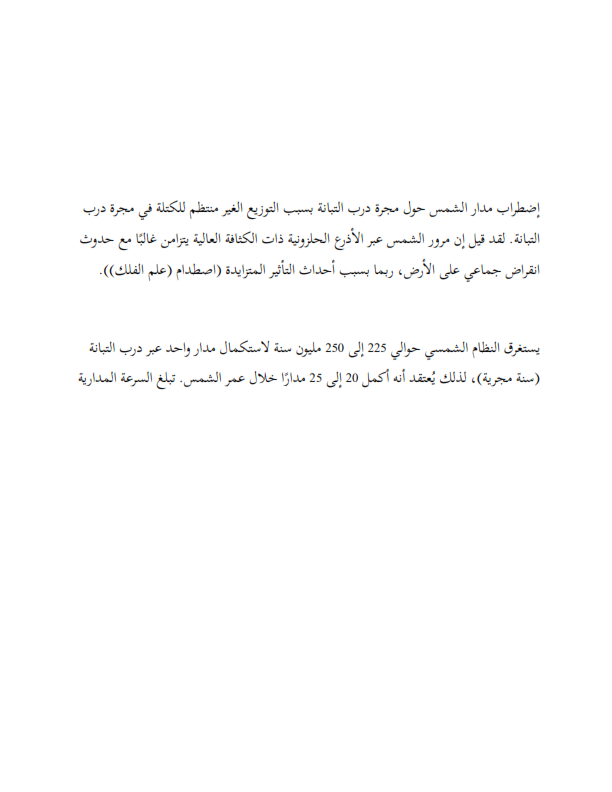 إضطراب مدار الشمس حول مجرة درب التبانة بسبب التوزيع الغير منتظم للكتلة في مجرة درب
التبانة. لقد قيل إن مرور الشمس عبر الأذرع الحلزونية ذات الكثافة العالية يتزامن غالبًا مع حدوث
انقراض جماعي على الأرض، ربما بسبب أحداث التأثير المتزايدة (اصطدام (علم الفلك)).
يستغرق النظام الشمسي حوالي 225 إلى 250 مليون سنة لاستكمال مدار واحد عبر درب التبانة
(سنة مجرية)، لذلك يُعتقد أنه أكمل 20 إلى 25 مدارًا خلال عمر الشمس. تبلغ السرعة المدارية